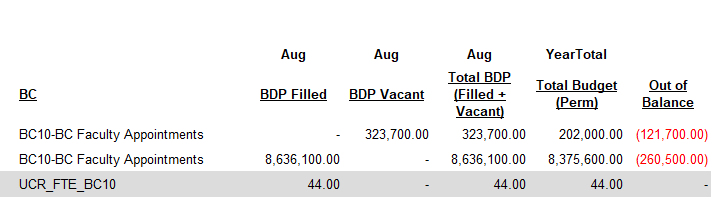 Aug Aug Aug YearTotal
BC BDP Filled BDP Vacant Total BDP (Filled + Vacant) Total Budget (Perm) Out of Balance
BC10-BC Faculty Appointments - 323,700.00 323,700.00 202,000.00 (121,700.00)
BC10-BC Faculty Appointments 8,636,100.00 - 8,636,100.00 8,375,600.00 (260,500.00)
UCR_FTE_BC10 44.00 - 44.00 44.00 -